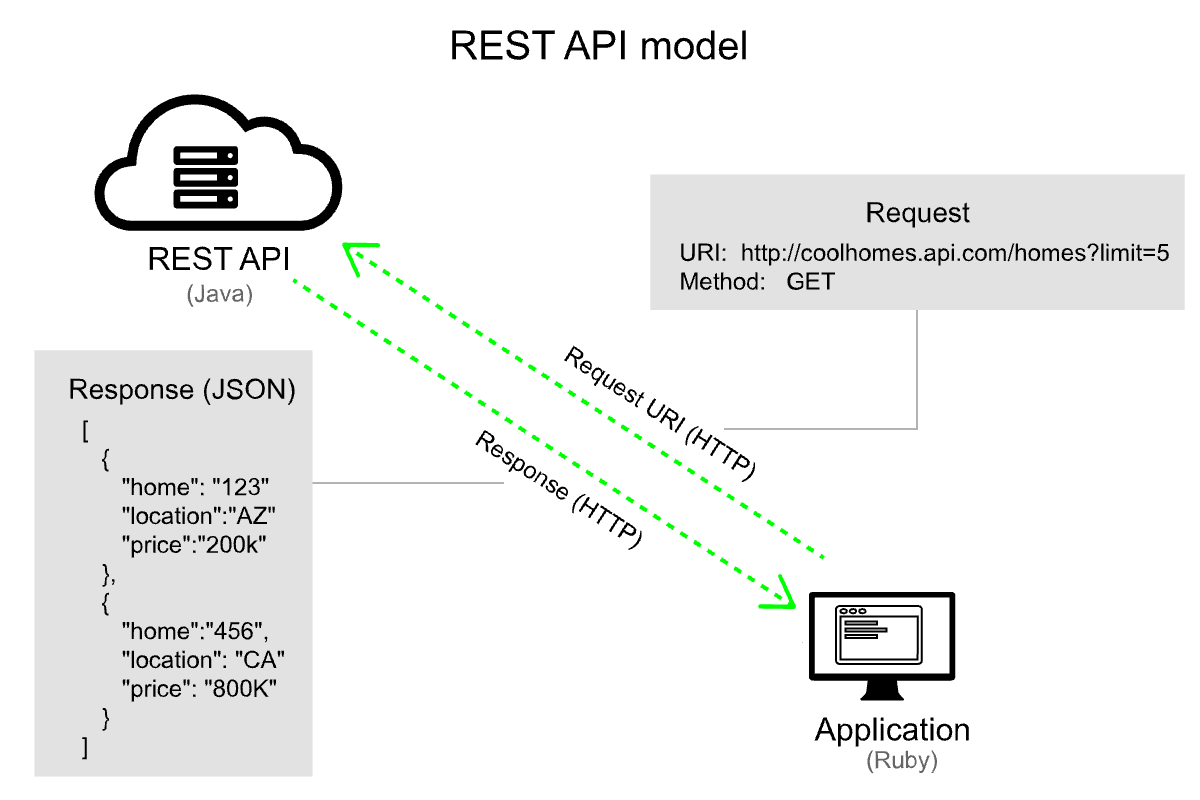 REST API model
REST API
(Java)
Request
URI: http://coolhomes.api.com/homes?limit=5
Method: GET
Request URI (HTTP)
Response (HTTP)
Response (JSON)
[
{
"home": "123"
"location":"AZ"
"price":"200k"
},
{
"home":"456",
"location": "CA"
"price": "800K"
}
]
Application
(Ruby)